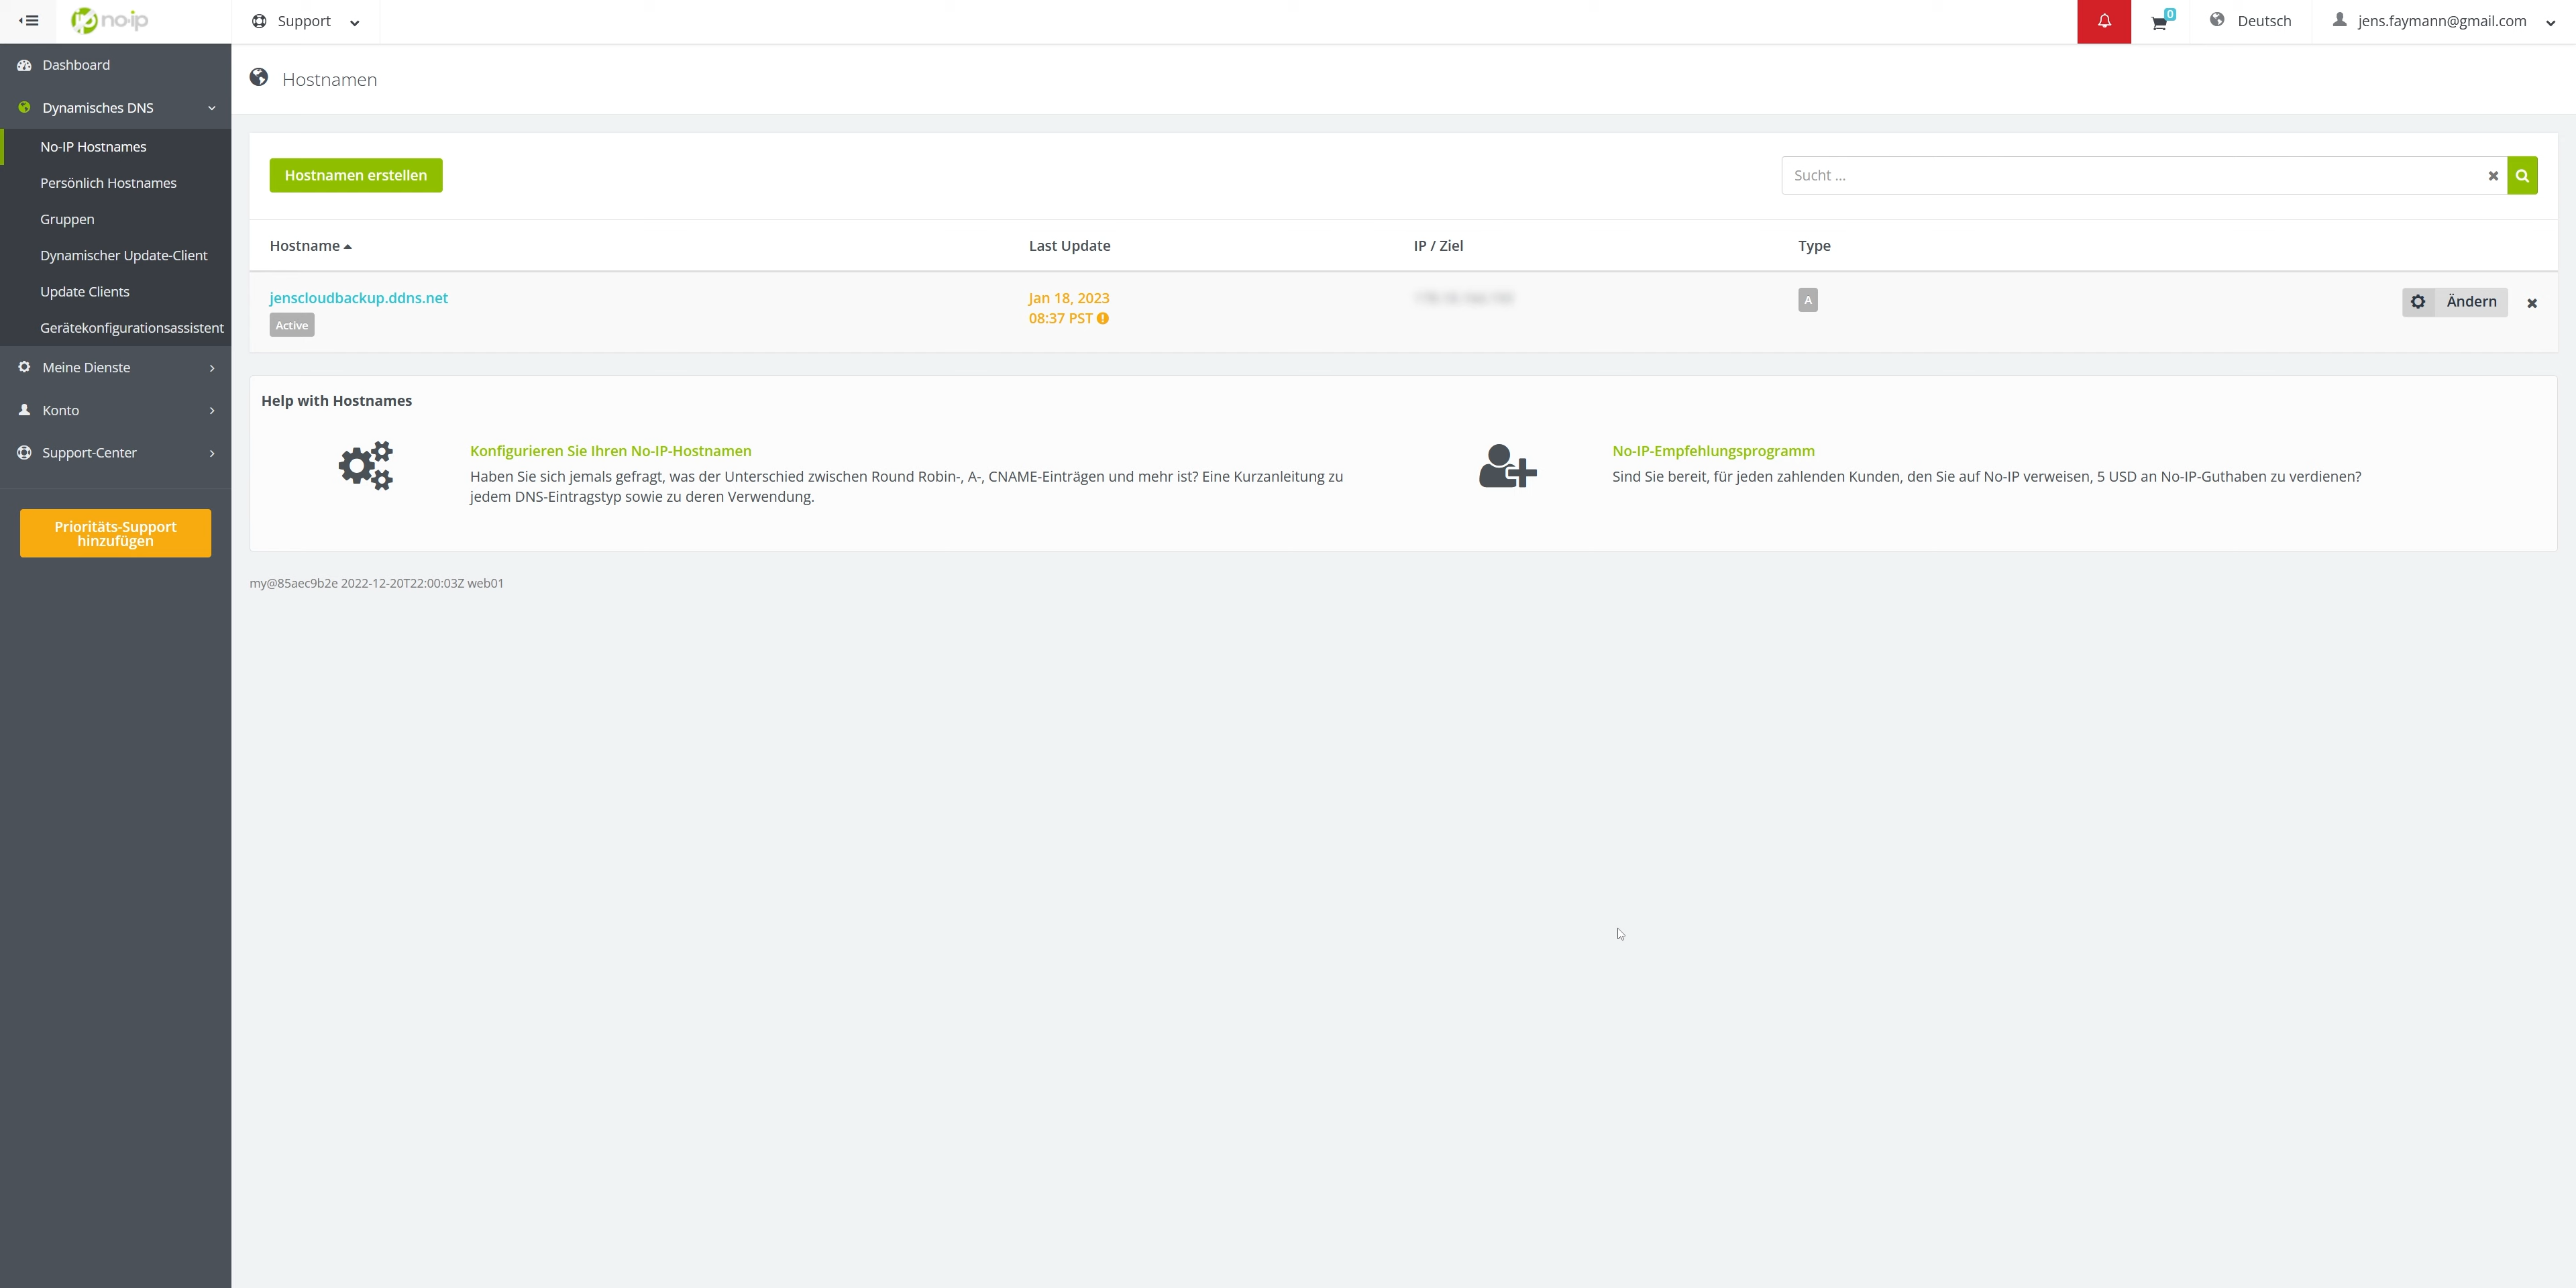 no-ip
Support
0
Deutsch
jens.faymann@gmail.com
Dashboard
Dynamisches DNS
No-IP Hostnames
Persönlich Hostnames
Gruppen
Dynamischer Update-Client
Update Clients
Gerätekonfigurationsassistent
Meine Dienste
Konto
Support-Center
Prioritäts-Support
hinzufügen
Hostnamen
Hostnamen erstellen
Sucht ...
Hostname Last Update IP / Ziel Type
jenscloudbackup.ddns.net Jan 18, 2023 A Ändern
Active 08:37 PST
Help with Hostnames
Konfigurieren Sie Ihren No-IP-Hostnamen
Haben Sie sich jemals gefragt, was der Unterschied zwischen Round Robin-, A-, CNAME-Einträgen und mehr ist? Eine Kurzanleitung zu
jedem DNS-Eintragstyp sowie zu deren Verwendung.
No-IP-Empfehlungsprogramm
Sind Sie bereit, für jeden zahlenden Kunden, den Sie auf No-IP verweisen, 5 USD an No-IP-Guthaben zu verdienen?
my@85aec9b2e 2022-12-20T22:00:03Z web01